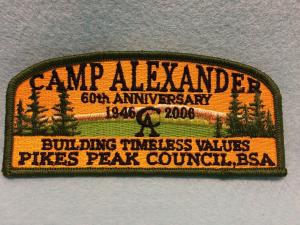 CAMP ALEXANDER
60th ANNIVERSARY
1946 CA 2006
BUILDING TIMELESS VALUES
PIKES PEAK COUNCIL, BSA